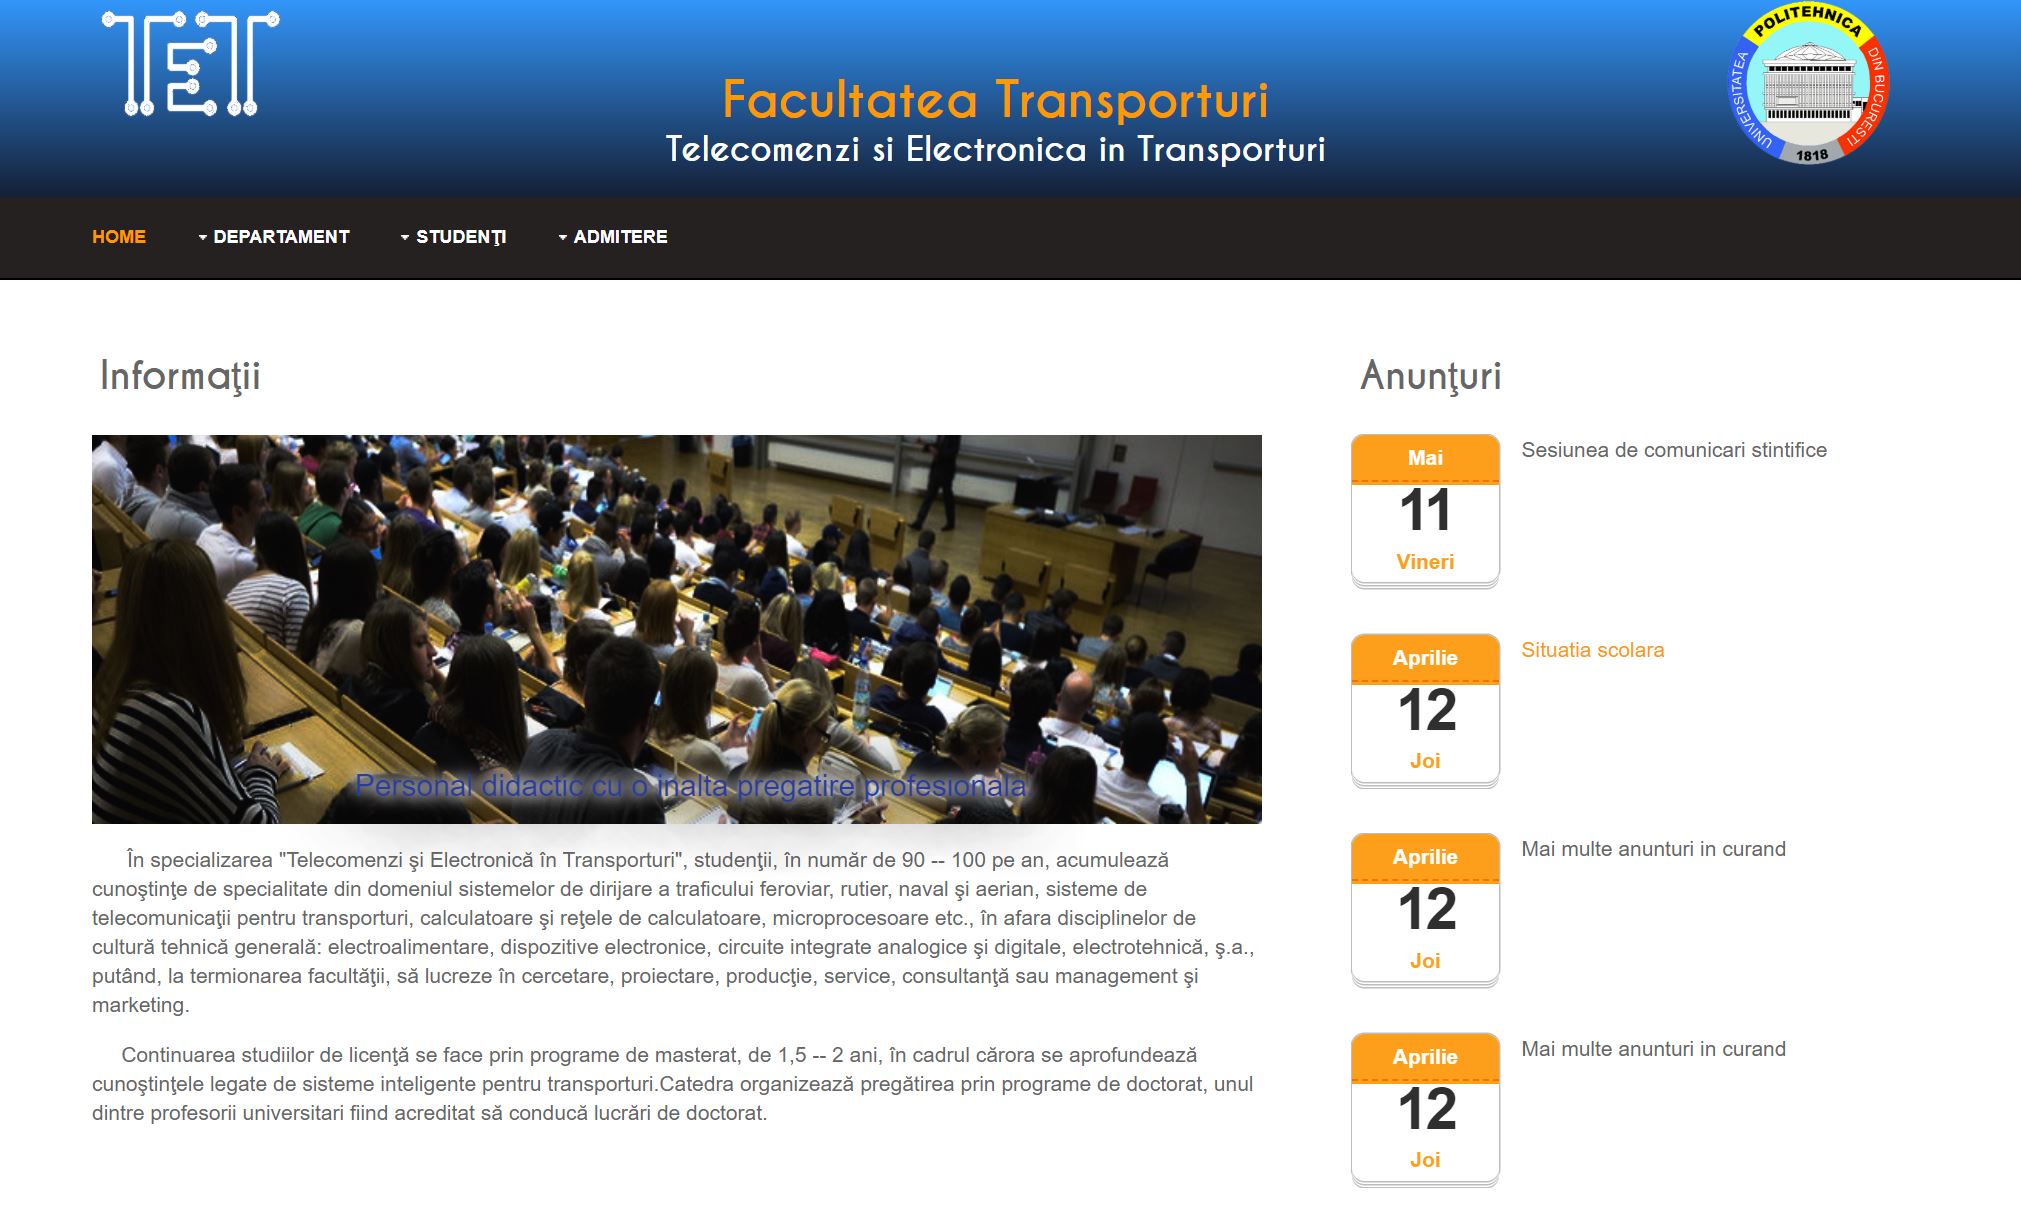 TET
Facultatea Transporturi
Telecomenzi si Electronica in Transporturi
UNIVERSITATEA POLITEHNICA DIN BUCURESTI
1818
HOME DEPARTAMENT STUDENŢI ADMITERE
Informaţii
Personal didactic cu o inalta pregatire profesionala.
În specializarea "Telecomenzi şi Electronică în Transporturi", studenţii, în număr de 90 -- 100 pe an, acumulează
cunoştinţe de specialitate din domeniul sistemelor de dirijare a traficului feroviar, rutier, naval şi aerian, sisteme de
telecomunicaţii pentru transporturi, calculatoare şi reţele de calculatoare, microprocesoare etc., în afara disciplinelor de
cultură tehnică generală: electroalimentare, dispozitive electronice, circuite integrate analogice şi digitale, electrotehnică, ş.a.,
putând, la termionarea facultăţii, să lucreze în cercetare, proiectare, producţie, service, consultanţă sau management şi
marketing.
Continuarea studiilor de licenţă se face prin programe de masterat, de 1,5 -- 2 ani, în cadrul cărora se aprofundează
cunoştinţele legate de sisteme inteligente pentru transporturi.Catedra organizează pregătirea prin programe de doctorat, unul
dintre profesorii universitari fiind acreditat să conducă lucrări de doctorat.
Anunţuri
Mai
11
Vineri
Sesiunea de comunicari stintifice
Aprilie
12
Joi
Situatia scolara
Aprilie
12
Joi
Mai multe anunturi in curand
Aprilie
12
Joi
Mai multe anunturi in curand